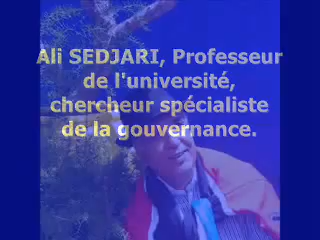 Ali SEDJARI, Professeur
de l'université,
chercheur spécialiste
de la gouvernance.